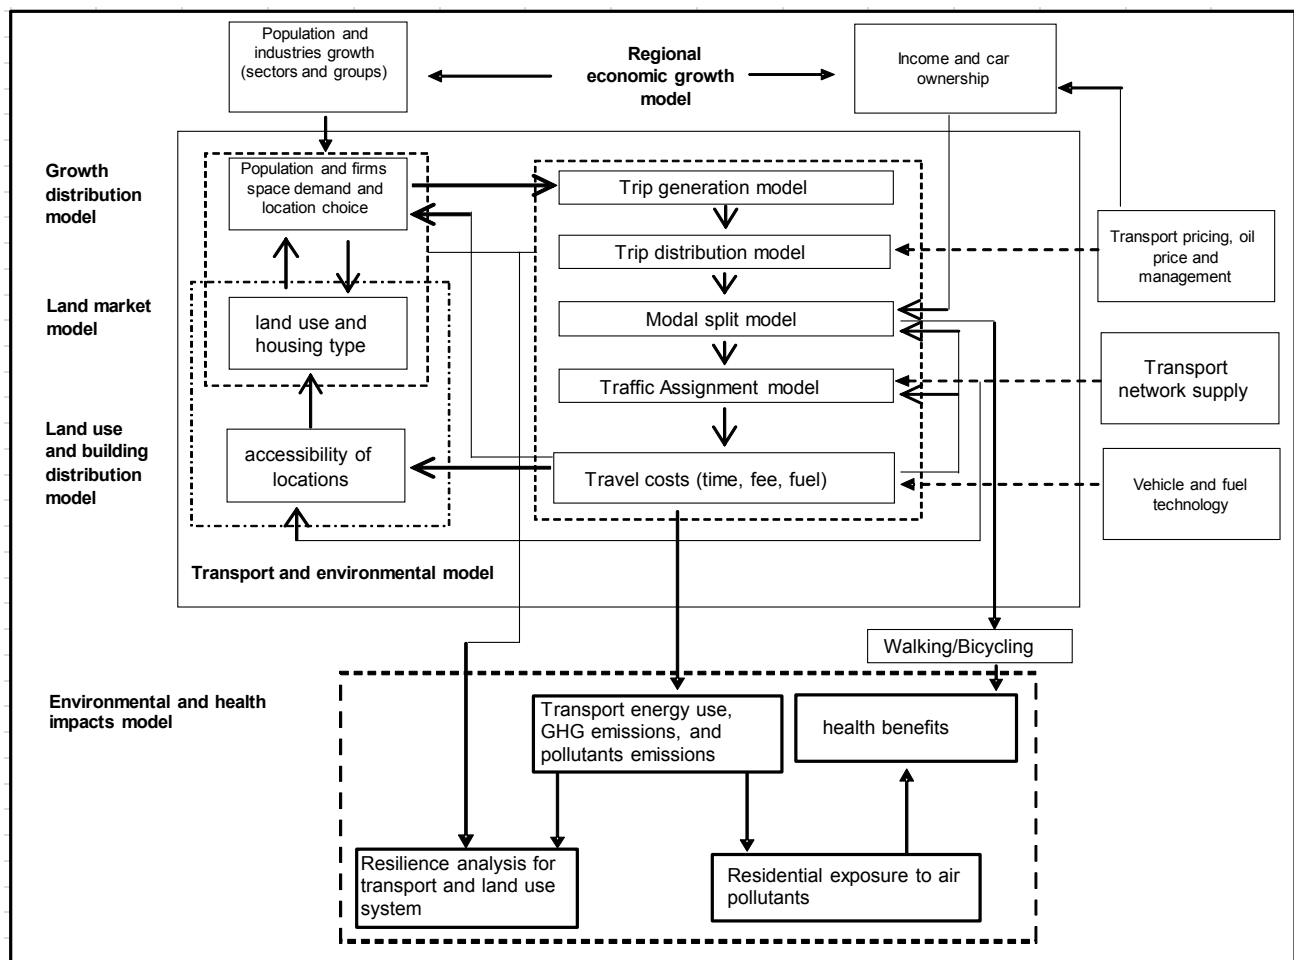 Population and
industries growth
(sectors and groups)
Regional
economic growth
model
Income and car
ownership
Growth
distribution
model
Population and firms
space demand and
location choice
Trip generation model
Trip distribution model
Transport pricing, oil
price and
management
Land market
model
land use and
housing type
Modal split model
Traffic Assignment model
Transport
network supply
Land use
and building
distribution
model
accessibility of
locations
Travel costs (time, fee, fuel)
Vehicle and fuel
technology
Transport and environmental model
Walking/Bicycling
Environmental and health
impacts model
Transport energy use,
GHG emissions, and
pollutants emissions
health benefits
Resilience analysis for
transport and land use
system
Residential exposure to air
pollutants